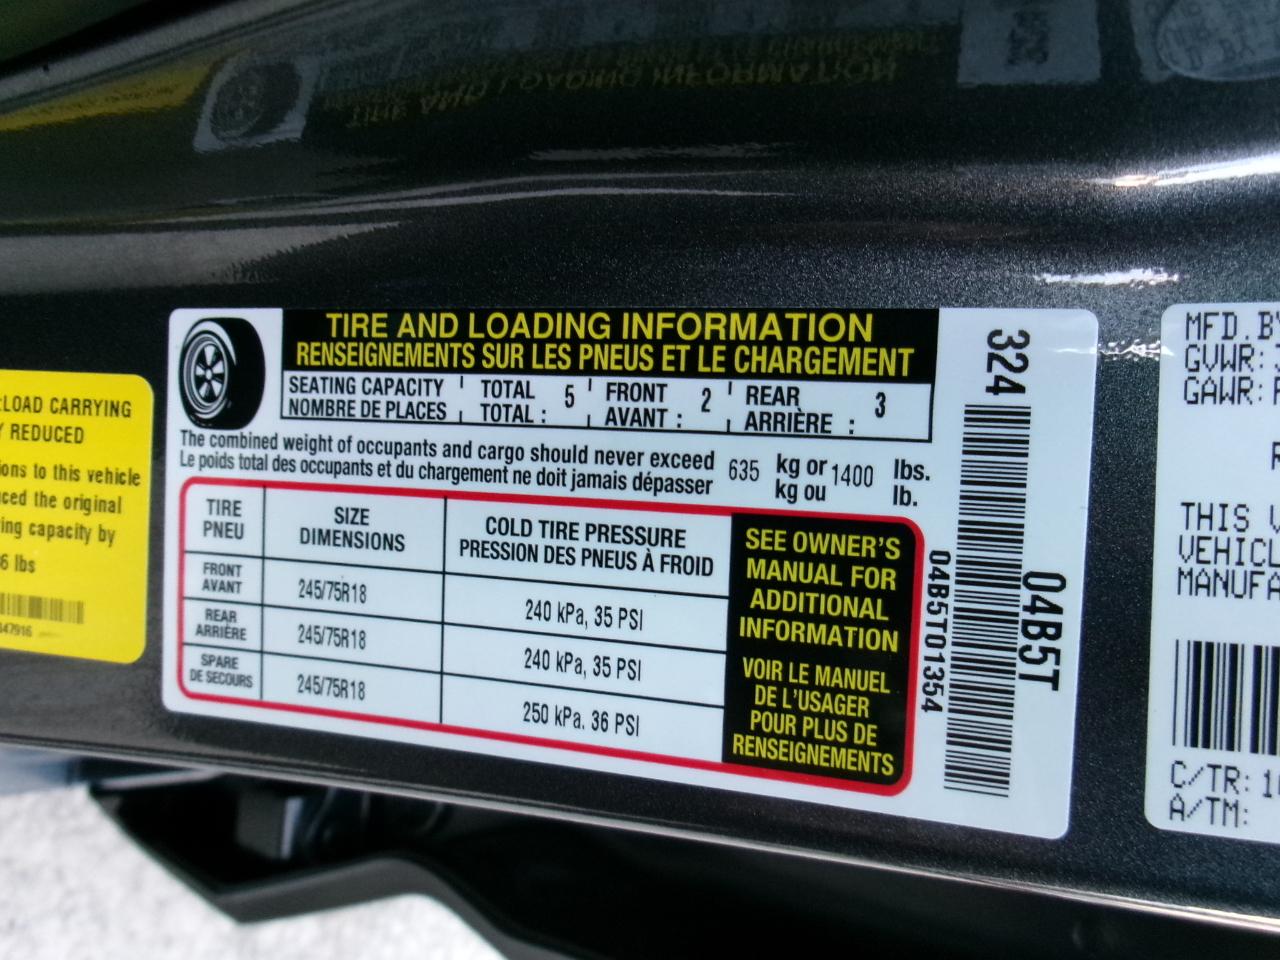 TIRE AND LOADING INFORMATION
RENSEIGNEMENTS SUR LES PNEUS ET LE CHARGEMENT
SEATING CAPACITY TOTAL 5 FRONT 2 REAR 3
NOMBRE DE PLACES TOTAL : AVANT : ARRIÈRE :
The combined weight of occupants and cargo should never exceed 635 kg or 1400 lbs.
Le poids total des occupants et du chargement ne doit jamais dépasser kg ou lb.
TIRE SIZE COLD TIRE PRESSURE
PNEU DIMENSIONS PRESSION DES PNEUS À FROID
FRONT
AVANT 245/75R18 240 kPa, 35 PSI
REAR
ARRIÈRE 245/75R18 240 kPa, 35 PSI
SPARE
DE SECOURS 245/75R18 250 kPa. 36 PSI
SEE OWNER'S
MANUAL FOR
ADDITIONAL
INFORMATION
VOIR LE MANUEL
DE L'USAGER
POUR PLUS DE
RENSEIGNEMENTS
324
04B5T01354
04B5T
LOAD CARRYING
REDUCED
to this vehicle
the original
capacity by
lbs
47916
MFD. BY
GVWR:
GAWR:
THIS
MANUFA
C/TR:
A/TM:
TIRE AND LOADING INFORMATION